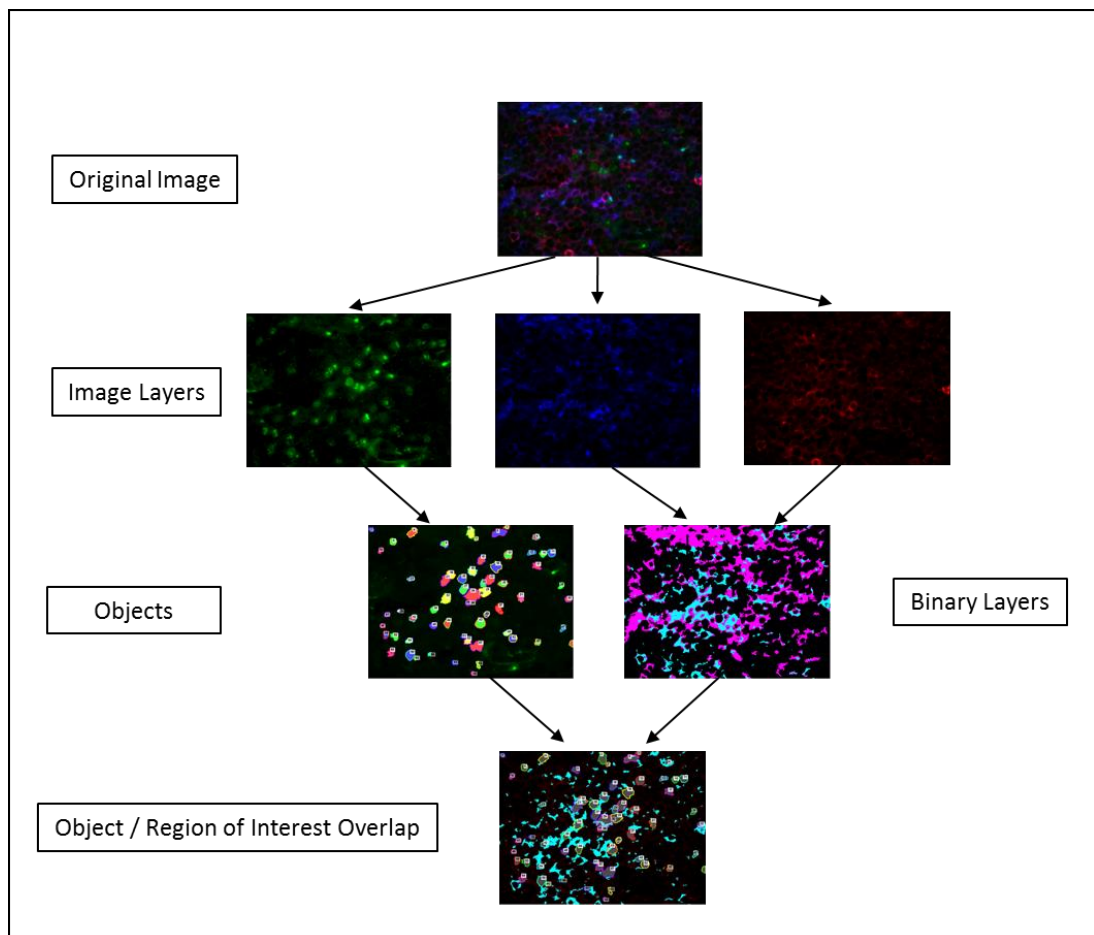 Original Image
Image Layers
Objects
Binary Layers
Object / Region of Interest Overlap